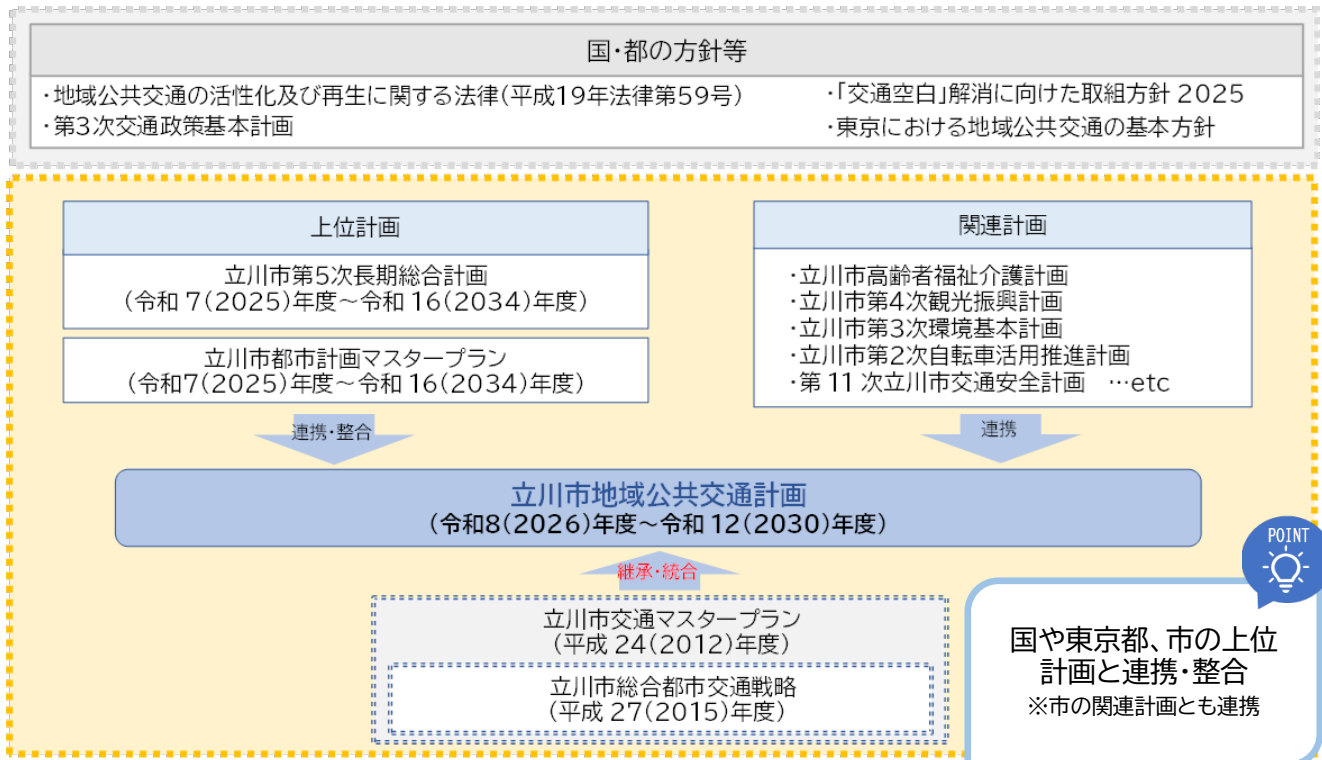 国・都の方針等
・地域公共交通の活性化及び再生に関する法律(平成19年法律第59号)
・第3次交通政策基本計画
・「交通空白」解消に向けた取組方針 2025
・東京における地域公共交通の基本方針
上位計画
立川市第5次長期総合計画
(令和 7(2025)年度~令和 16(2034)年度)
立川市都市計画マスタープラン
(令和7(2025)年度~令和 16(2034)年度)
連携・整合
関連計画
・立川市高齢者福祉介護計画
・立川市第4次観光振興計画
・立川市第3次環境基本計画
・立川市第2次自転車活用推進計画
・第 11 次立川市交通安全計画 …etc
連携
立川市地域公共交通計画
(令和8(2026)年度~令和 12(2030)年度)
継承・統合
立川市交通マスタープラン
(平成 24(2012)年度)
立川市総合都市交通戦略
(平成 27(2015)年度)
POINT
国や東京都、市の上位
計画と連携・整合
※市の関連計画とも連携